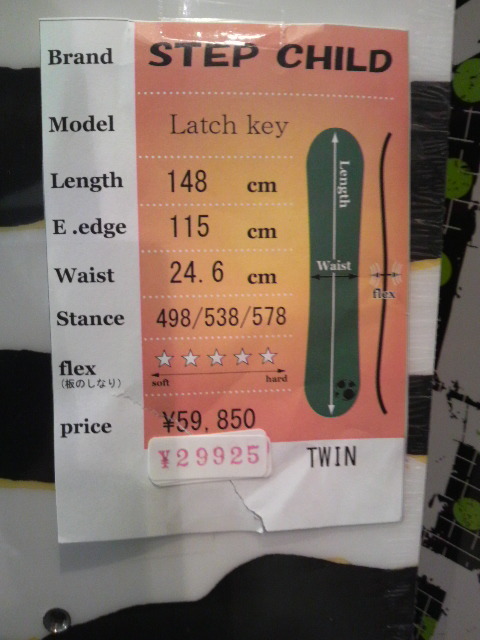 Brand STEP CHILD
Model Latch key
Length 148 cm
E.edge 115 cm
Waist 24.6 cm
Stance 498/538/578
flex
(板のしなり)
soft hard
price ¥59,850
¥29925
TWIN
Length
Waist
flex